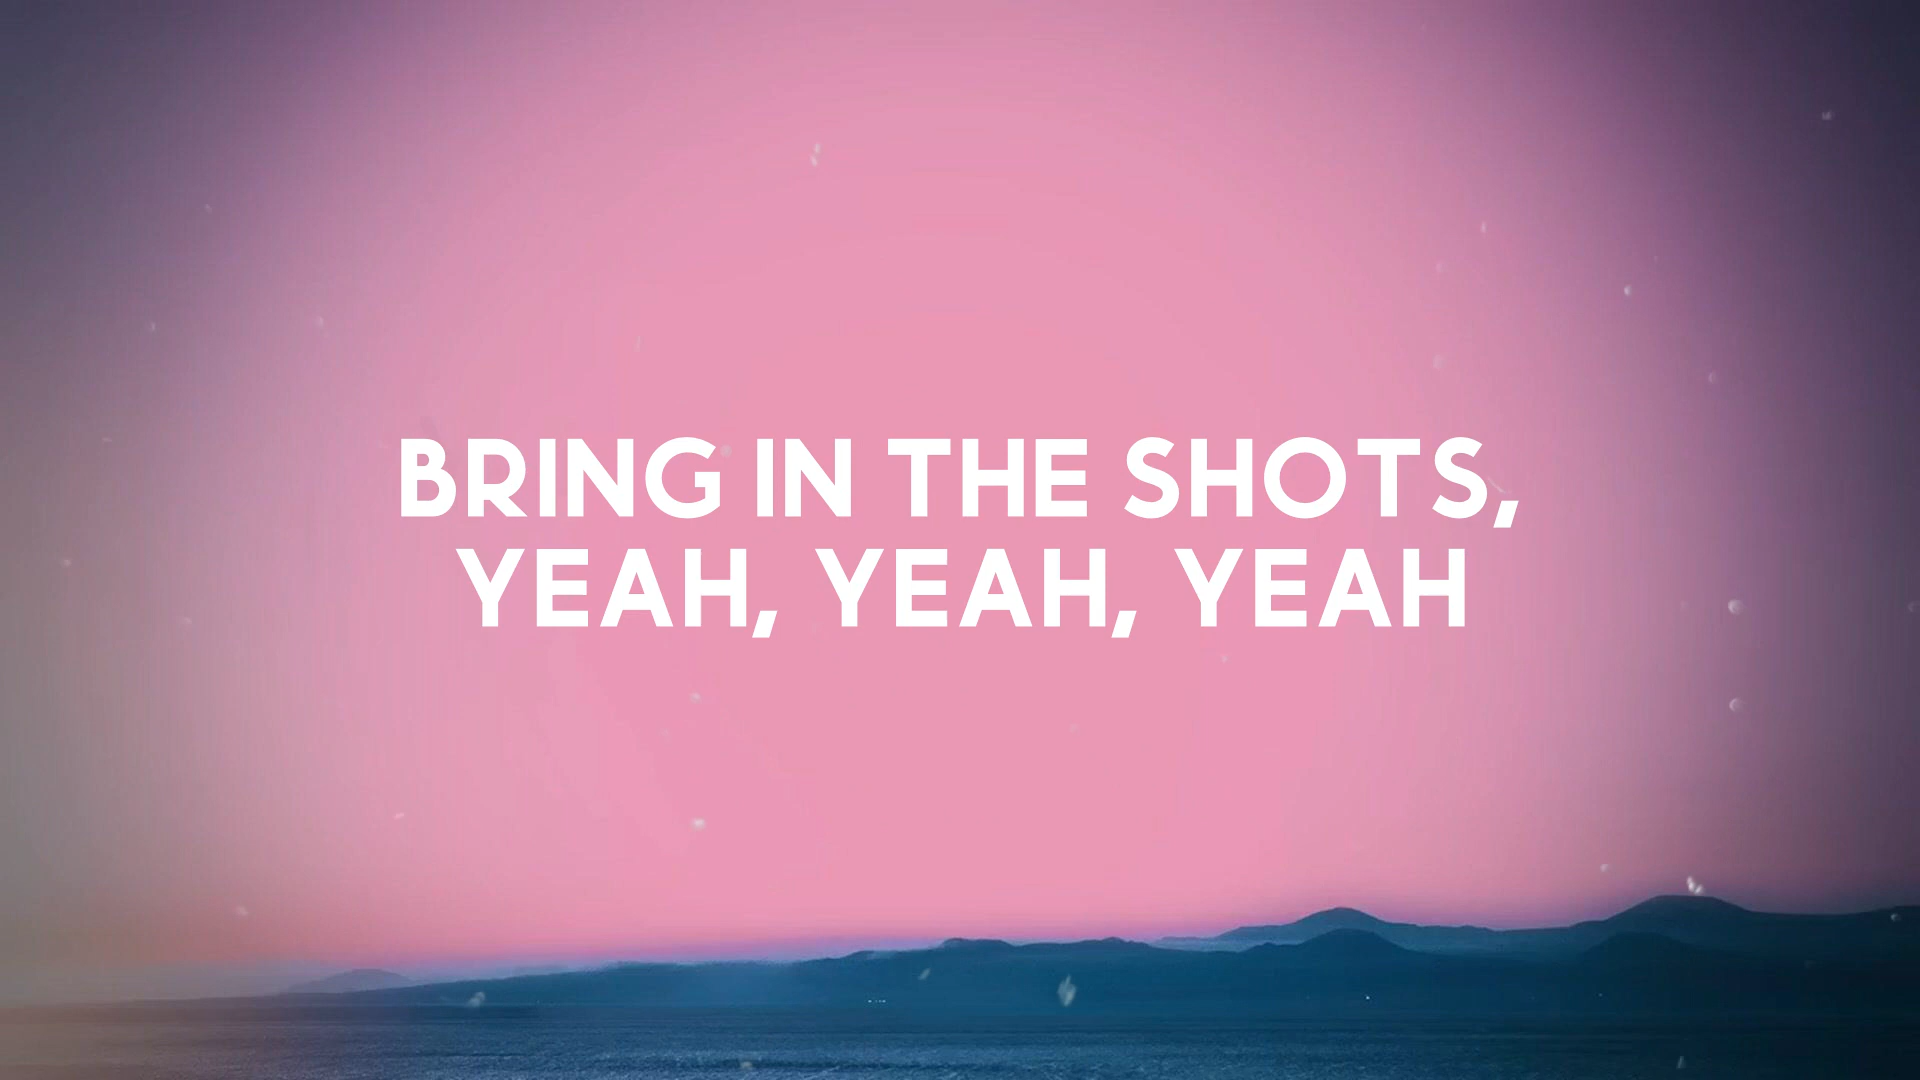 BRING IN THE SHOTS,
YEAH, YEAH, YEAH